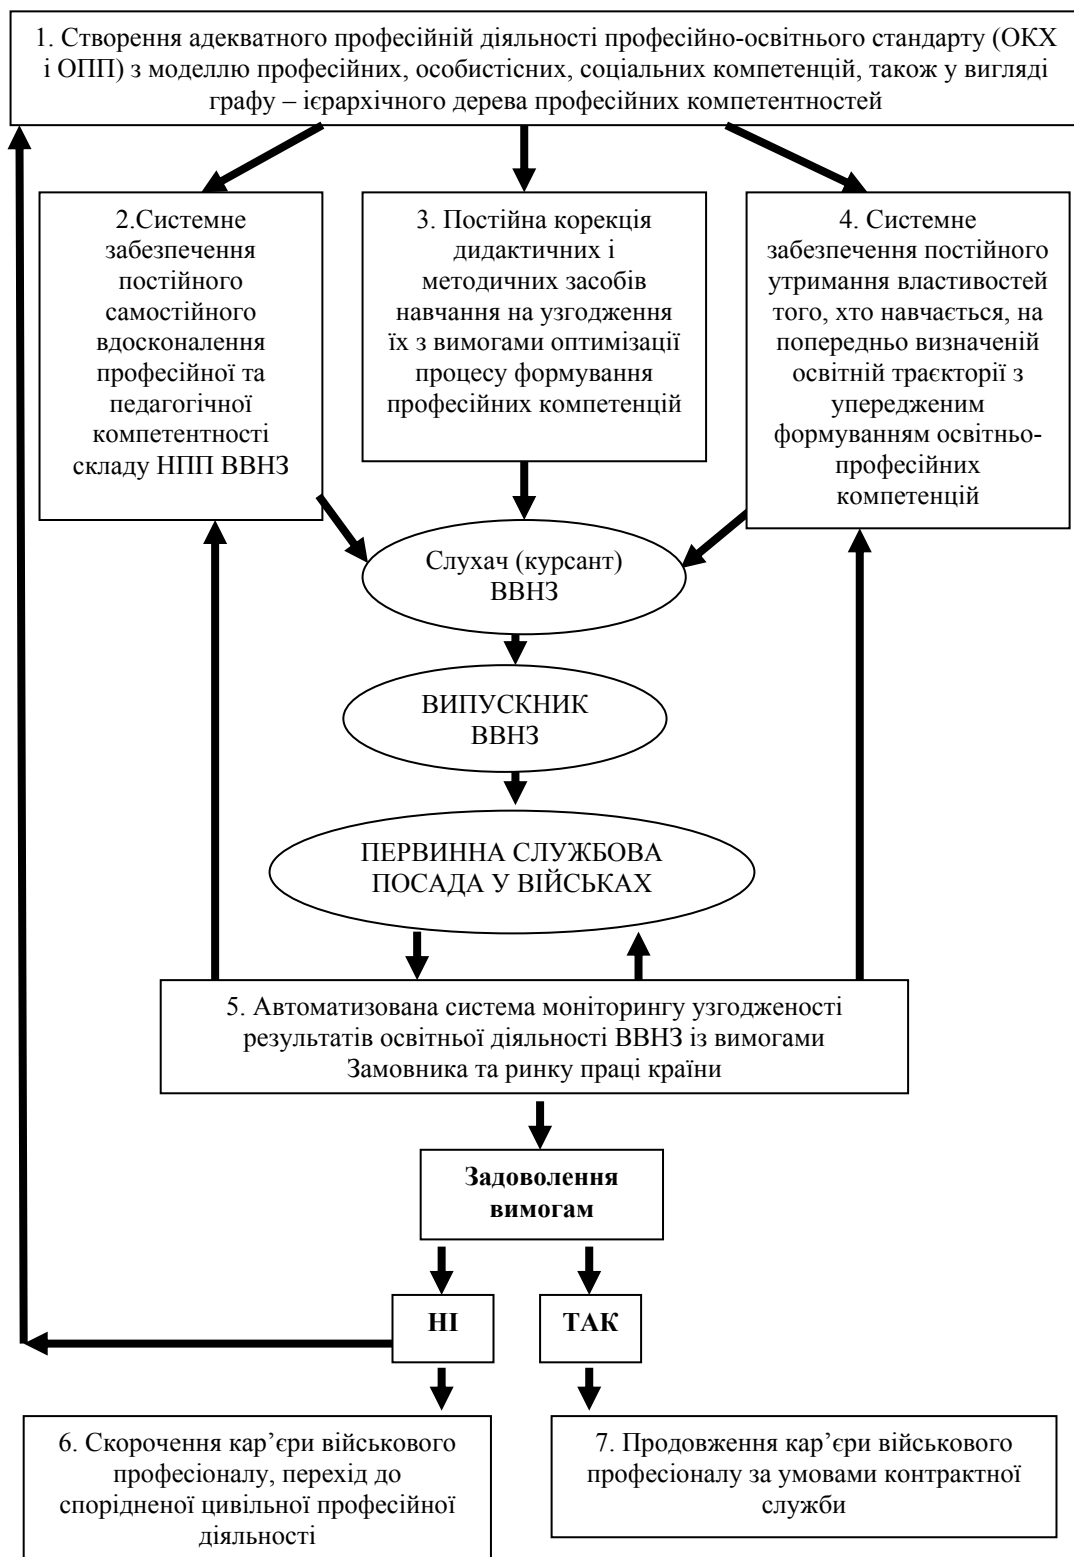 1. Створення адекватного професійній діяльності професійно-освітнього стандарту (ОКХ
і ОПП) з моделлю професійних, особистісних, соціальних компетенцій, також у вигляді
графу – ієрархічного дерева професійних компетентностей
2.Системне
забезпечення
постійного
самостійного
вдосконалення
професійної та
педагогічної
компетентності
складу НПП ВВНЗ
3. Постійна корекція
дидактичних і
методичних засобів
навчання на узгодження
їх з вимогами оптимізації
процесу формування
професійних компетенцій
4. Системне
забезпечення постійного
утримання властивостей
того, хто навчається, на
попередньо визначеній
освітній траєкторії з
упередженим
формуванням освітньо-
професійних
компетенцій
Слухач (курсант)
ВВНЗ
ВИПУСКНИК
ВВНЗ
ПЕРВИННА СЛУЖБОВА
ПОСАДА У ВІЙСЬКАХ
5. Автоматизована система моніторингу узгодженості
результатів освітньої діяльності ВВНЗ із вимогами
Замовника та ринку праці країни
Задоволення
вимогам
НІ
ТАК
6. Скорочення кар’єри військового
професіоналу, перехід до
спорідненої цивільної професійної
діяльності
7. Продовження кар’єри військового
професіоналу за умовами контрактної
служби